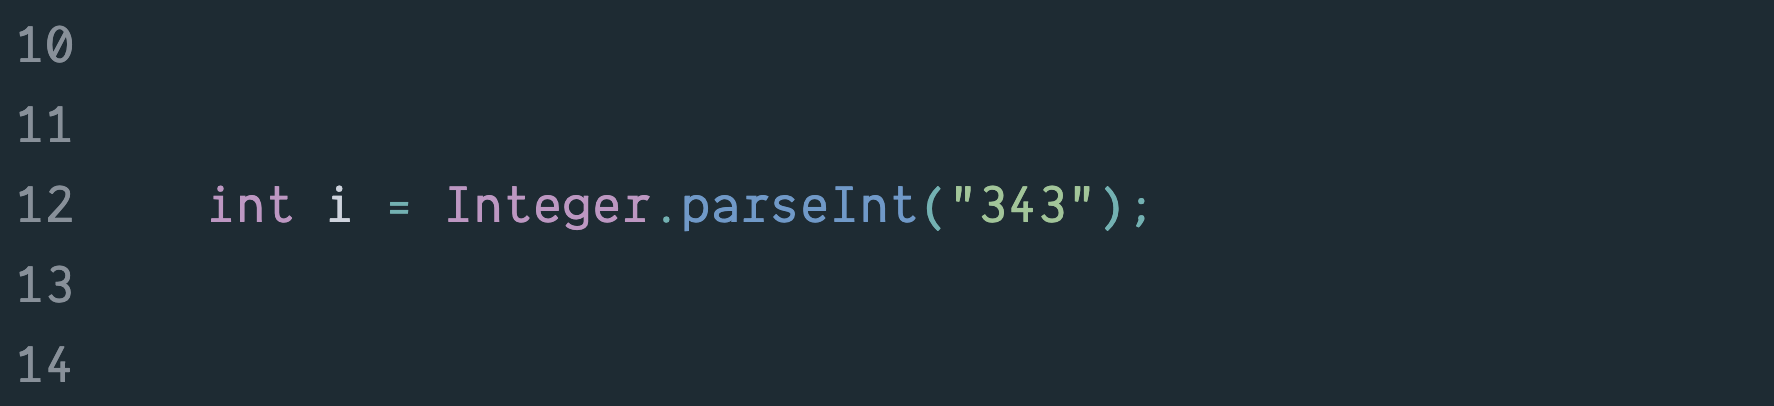 10
11
12 int i = Integer.parseInt("343");
13
14